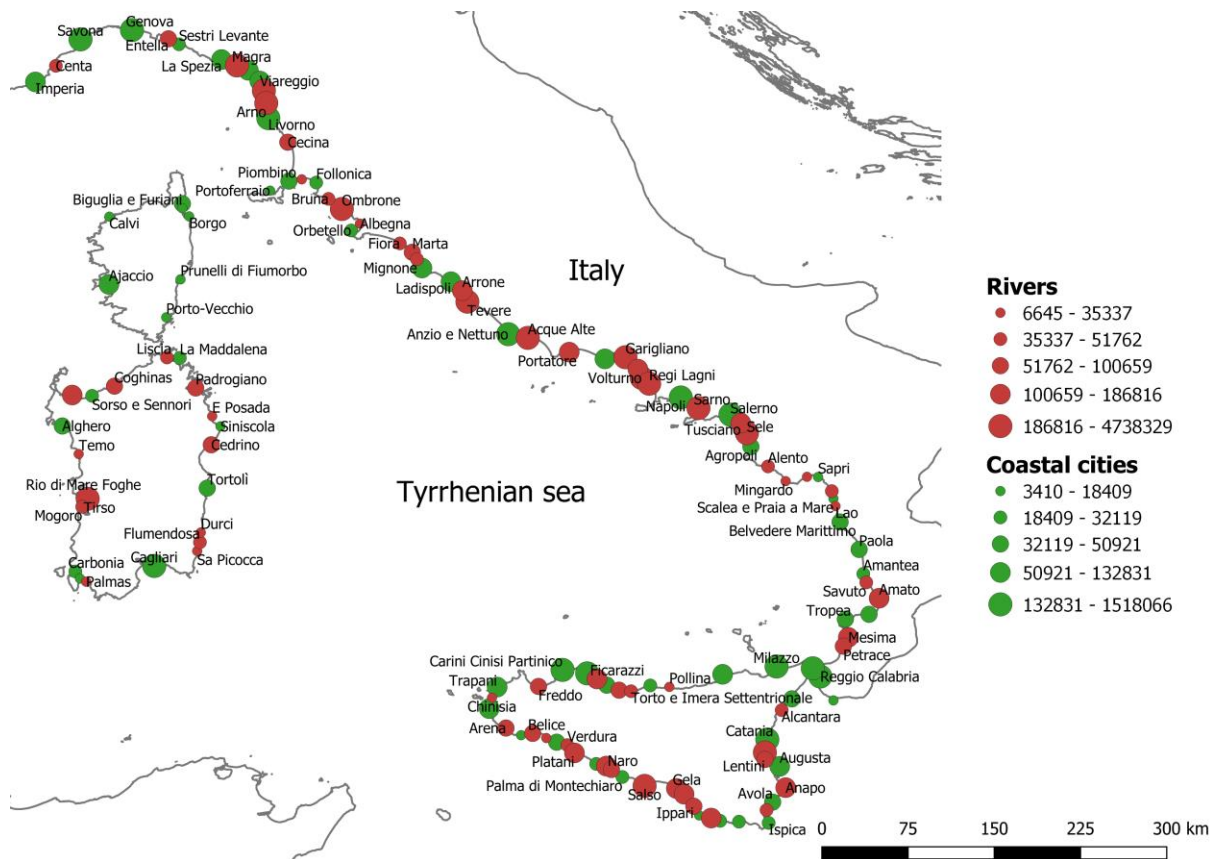 Genova
Savona
Sestri Levante
Entella
Centa
La Spezia
Magra
Imperia
Viareggio
Arno
Livorno
Cecina
Piombino
Follonica
Portoferraio
Biguglia e Furiani
Bruna
Ombrone
Calvi
Borgo
Orbetello
Albegna
Fiora
Marta
Mignone
Italy
Ajaccio
Prunelli di Fiumorbo
Ladispoli
Arrone
Tevere
Porto-Vecchio
Anzio e Nettuno
Acque Alte
Liscia
La Maddalena
Portatore
Garigliano
Volturno
Regi Lagni
Coghinas
Padrogiano
Sorso e Sennori
Napoli
Sarno
E Posada
Salerno
Alghero
Siniscola
Tusciano
Sele
Temo
Cedrino
Agropoli
Alento
Sapri
Rio di Mare Foghe
Tortolì
Tyrrhenian sea
Mingardo
Tirso
Scalea e Praia a Mare
Mogoro
Lao
Durci
Belvedere Marittimo
Flumendosa
Sa Picocca
Paola
Carbonia
Cagliari
Palmas
Amantea
Savuto
Amato
Tropea
Mesima
Petrace
Carini Cinisi Partinico
Milazzo
Trapani
Ficarazzi
Pollina
Reggio Calabria
Freddo
Torto e Imera Settentrionale
Chinisia
Alcantara
Arena
Belice
Verdura
Catania
Platani
Naro
Lentini
Augusta
Palma di Montechiaro
Gela
Salso
Anapo
Avola
Ippari
Ispica
Rivers
6645 - 35337
35337 - 51762
51762 - 100659
100659 - 186816
186816 - 4738329
Coastal cities
3410 - 18409
18409 - 32119
32119 - 50921
50921 - 132831
132831 - 1518066
0 75 150 225 300 km